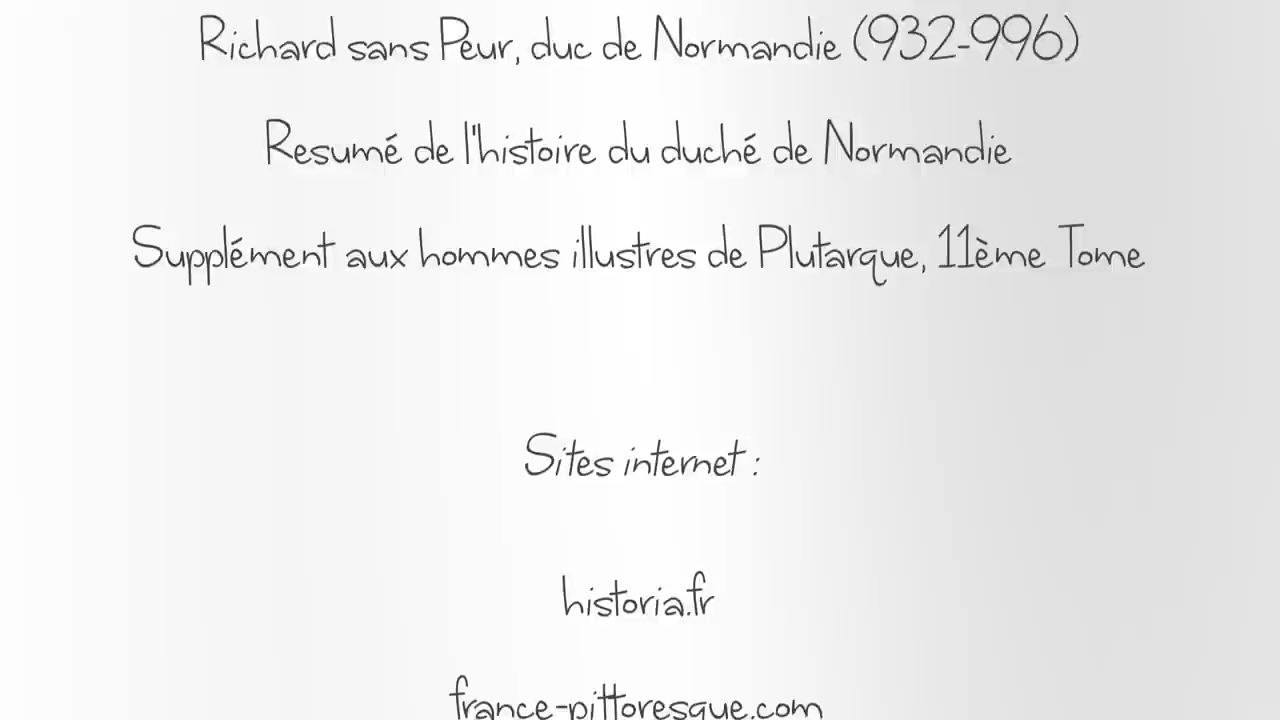 Richard sans Peur, duc de Normandie (932-996)
Resumé de l'histoire du duché de Normandie
Supplément aux hommes illustres de Plutarque, 11ème Tome
Sites internet :
historia.fr
france-pittoresque.com